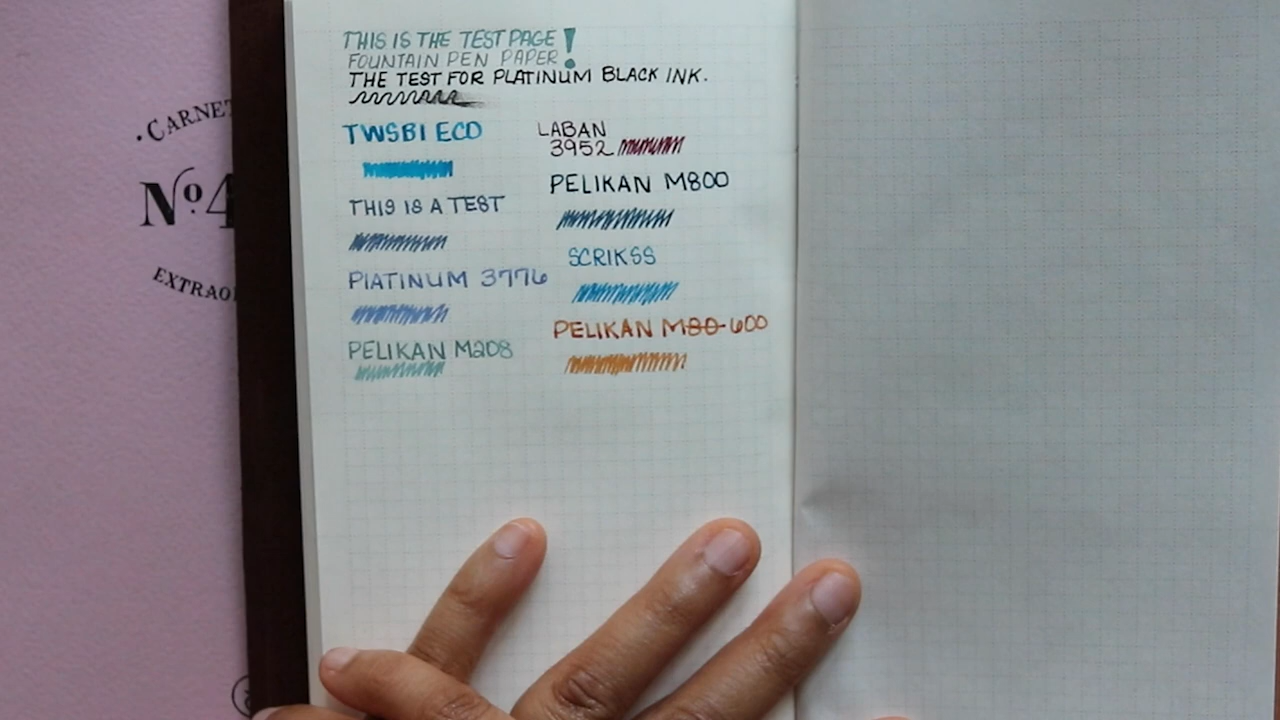 ·CARNET
Nº4
EXTRAO
THIS IS THE TEST PAGE!
FOUNTAIN PEN PAPER
THE TEST FOR PLATINUM BLACK INK.
TWSBI ECO
THIS IS A TEST
PLATINUM 3776
PELIKAN M208
LABAN
3952
PELIKAN M800
SCRIKSS
PELIKAN M80 600